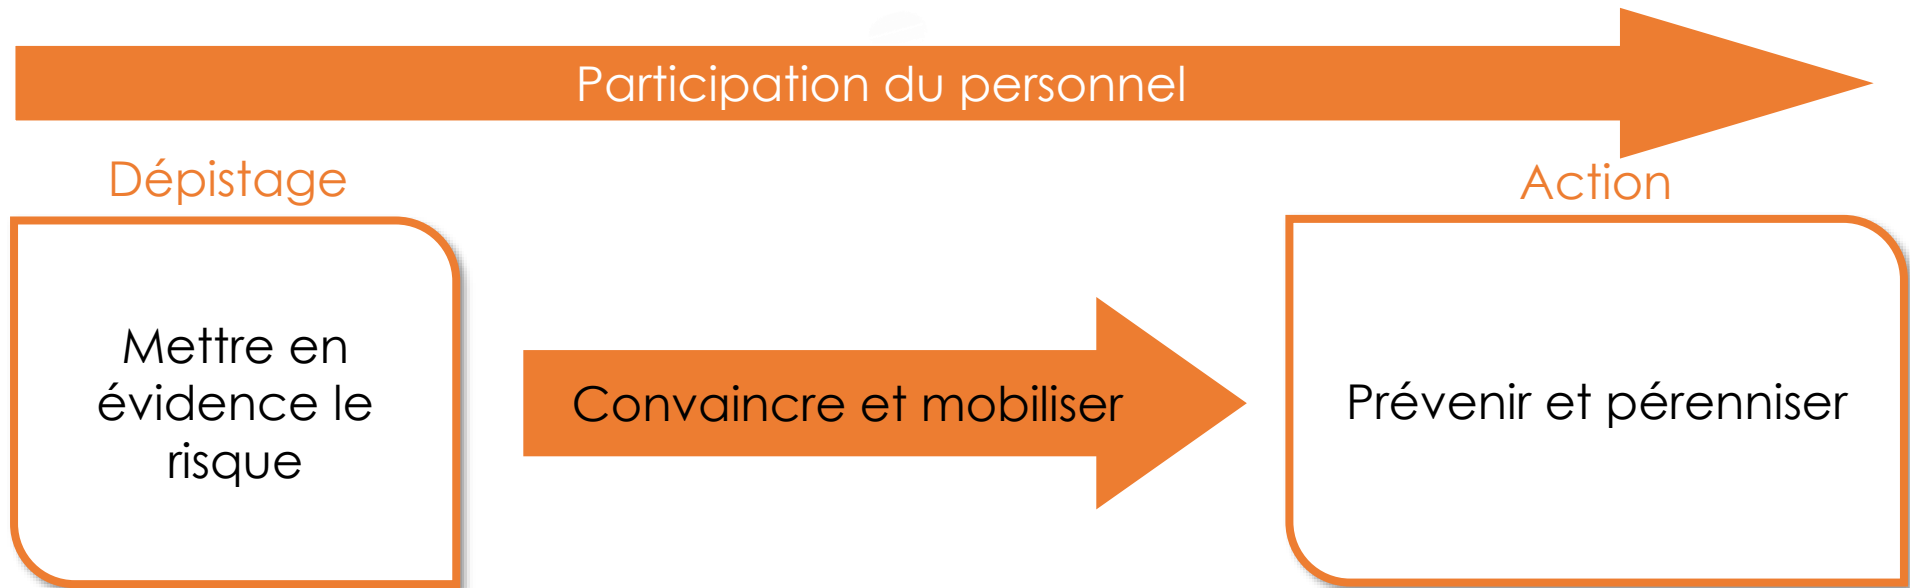 Participation du personnel
Dépistage
Action
Mettre en
évidence le
risque
Convaincre et mobiliser
Prévenir et pérenniser